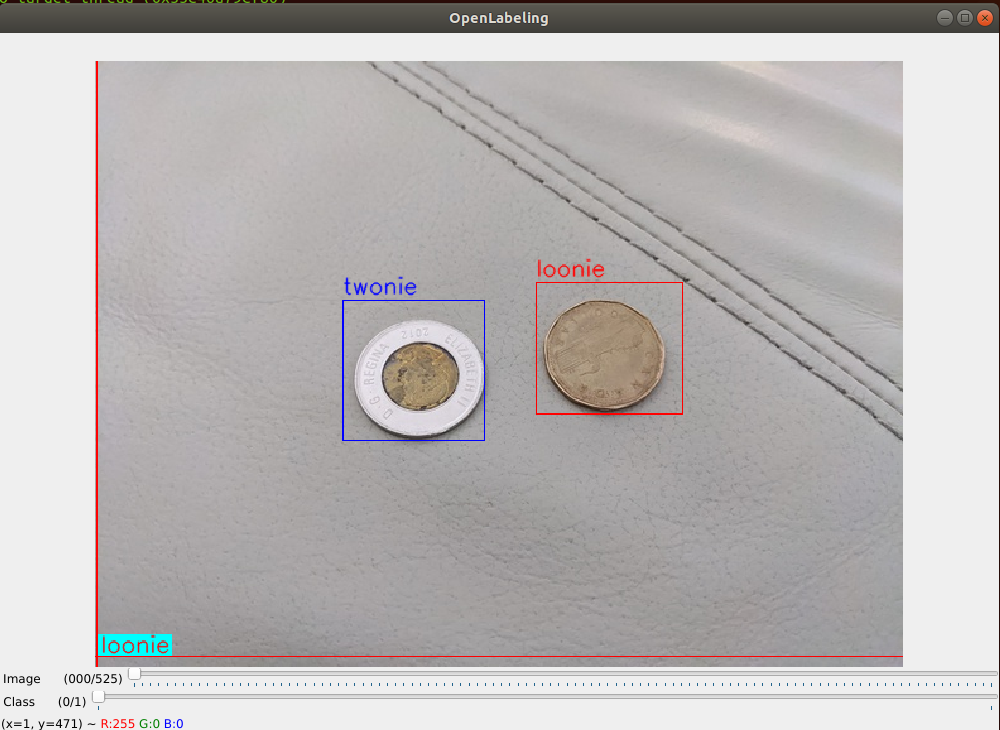 OpenLabeling
loonie
twonie
2012
D·G·REGINA
ELIZABETH II
loonie
Image (000/525)
Class (0/1)
(x=1, y=471) ~ R:255 G:0 B:0